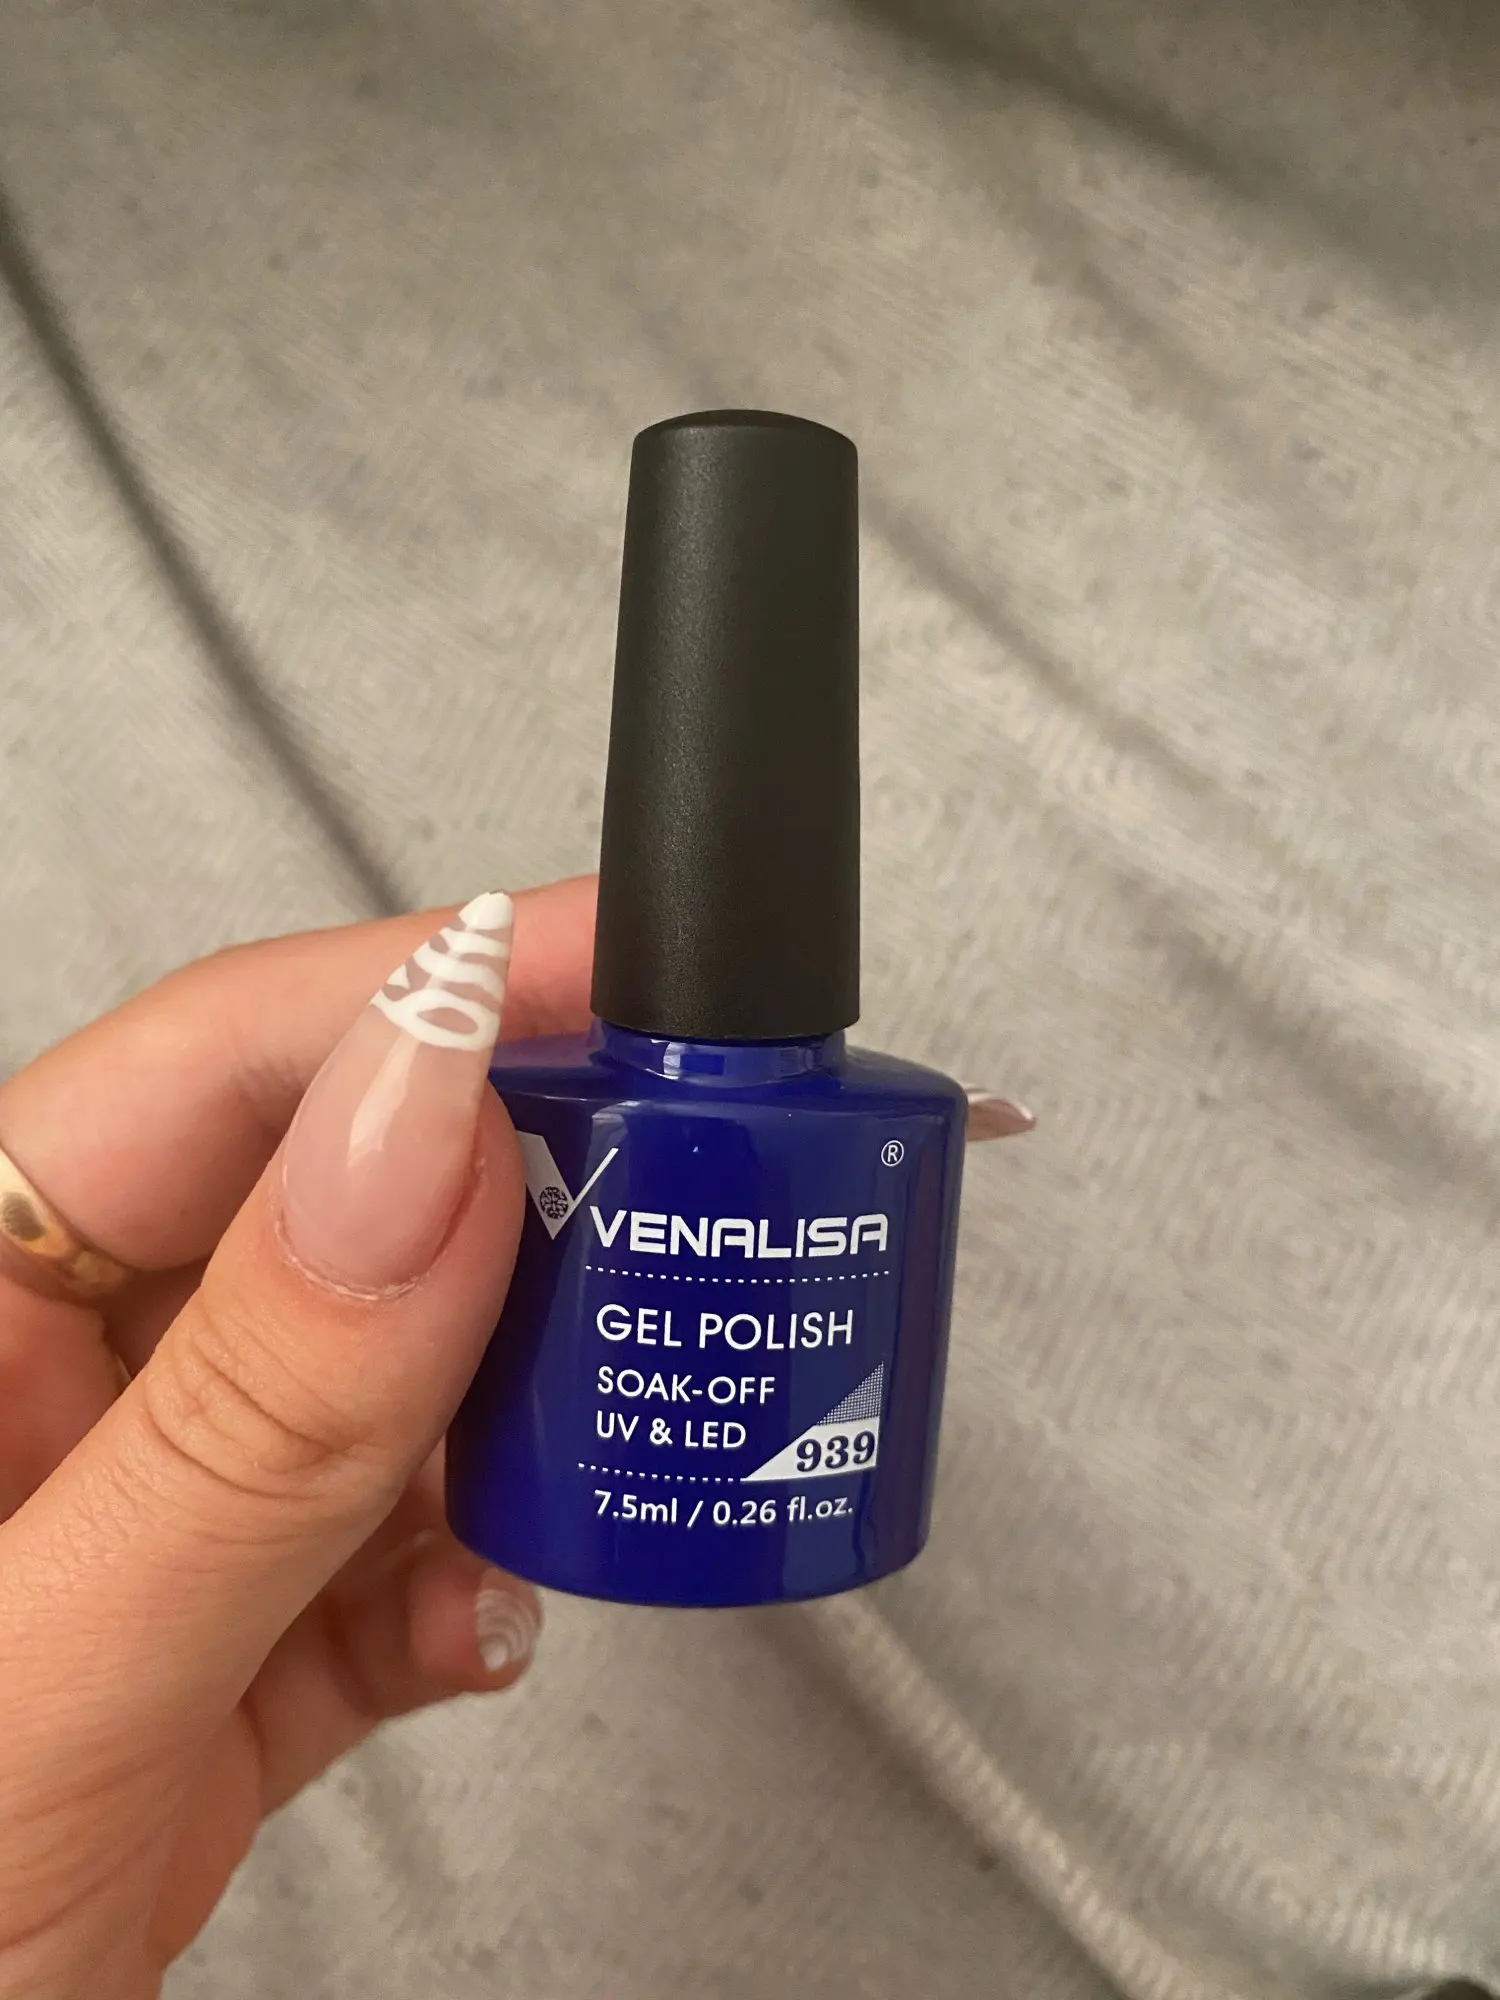 ®
VENALISA
GEL POLISH
SOAK-OFF
UV & LED
939
7.5ml / 0.26 fl.oz.